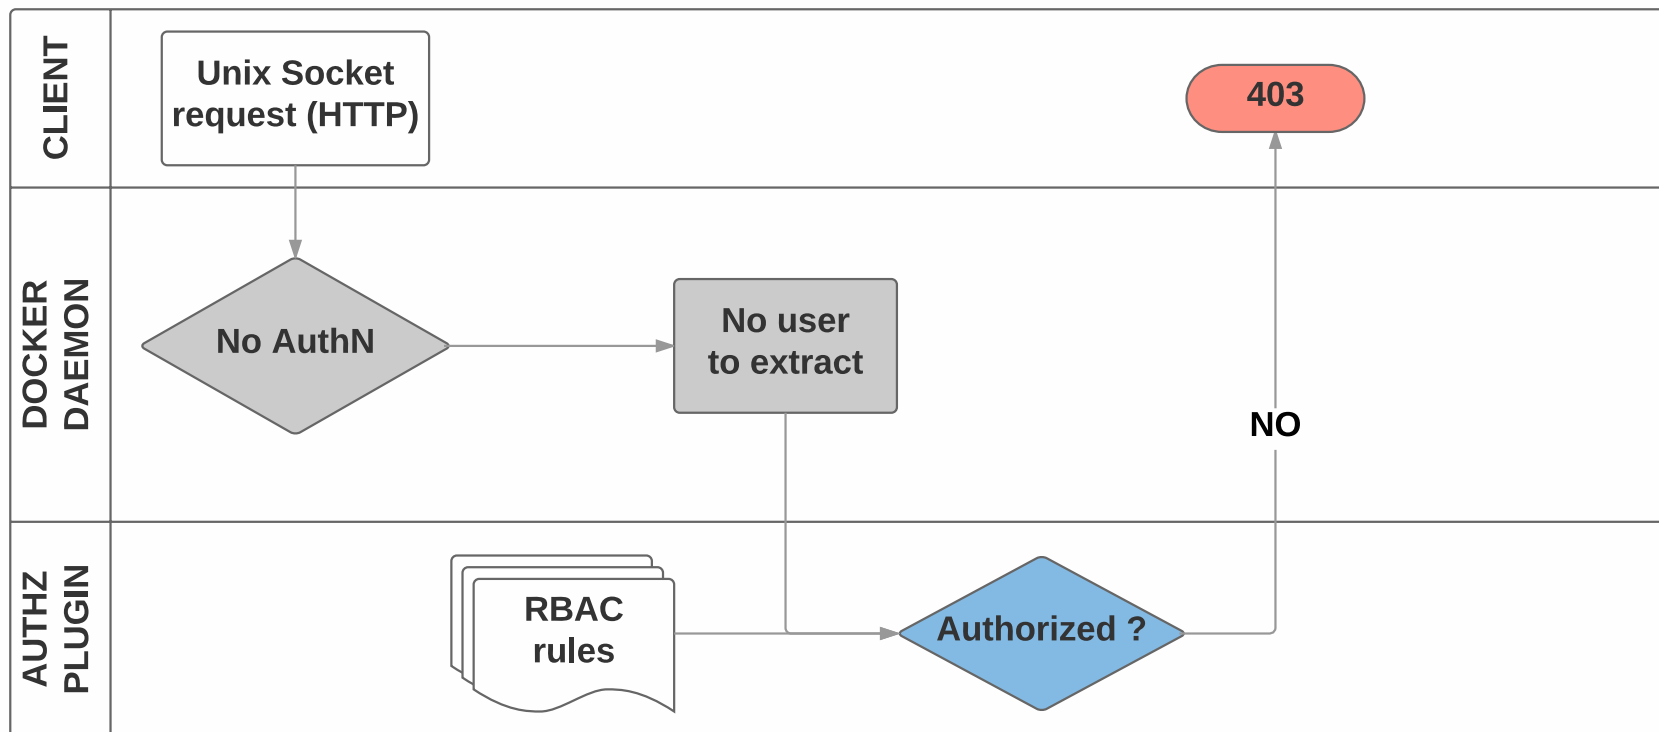 CLIENT
Unix Socket
request (HTTP)
403
DOCKER
DAEMON
No AuthN
No user
to extract
NO
AUTHZ
PLUGIN
RBAC
rules
Authorized ?